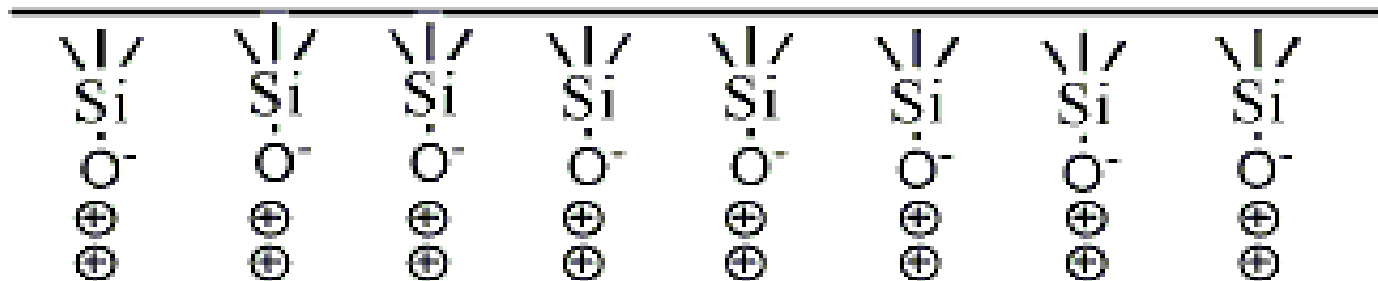 Si Si Si Si Si Si Si Si
O⁻ O⁻ O⁻ O⁻ O⁻ O⁻ O⁻ O⁻
⊕ ⊕ ⊕ ⊕ ⊕ ⊕ ⊕ ⊕
⊕ ⊕ ⊕ ⊕ ⊕ ⊕ ⊕ ⊕